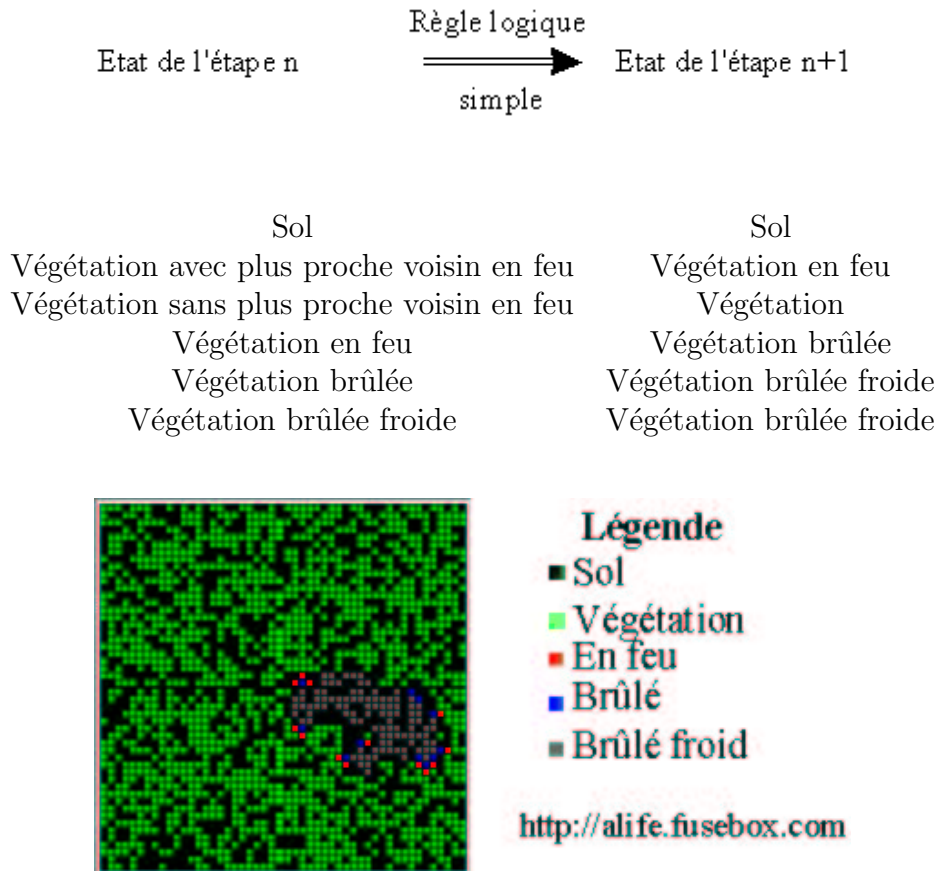 Règle logique
Etat de l'étape n Etat de l'étape n+1
simple
Sol Sol
Végétation avec plus proche voisin en feu Végétation en feu
Végétation sans plus proche voisin en feu Végétation
Végétation en feu Végétation brûlée
Végétation brûlée Végétation brûlée froide
Végétation brûlée froide Végétation brûlée froide
Légende
Sol
Végétation
En feu
Brûlé
Brûlé froid
http://alife.fusebox.com